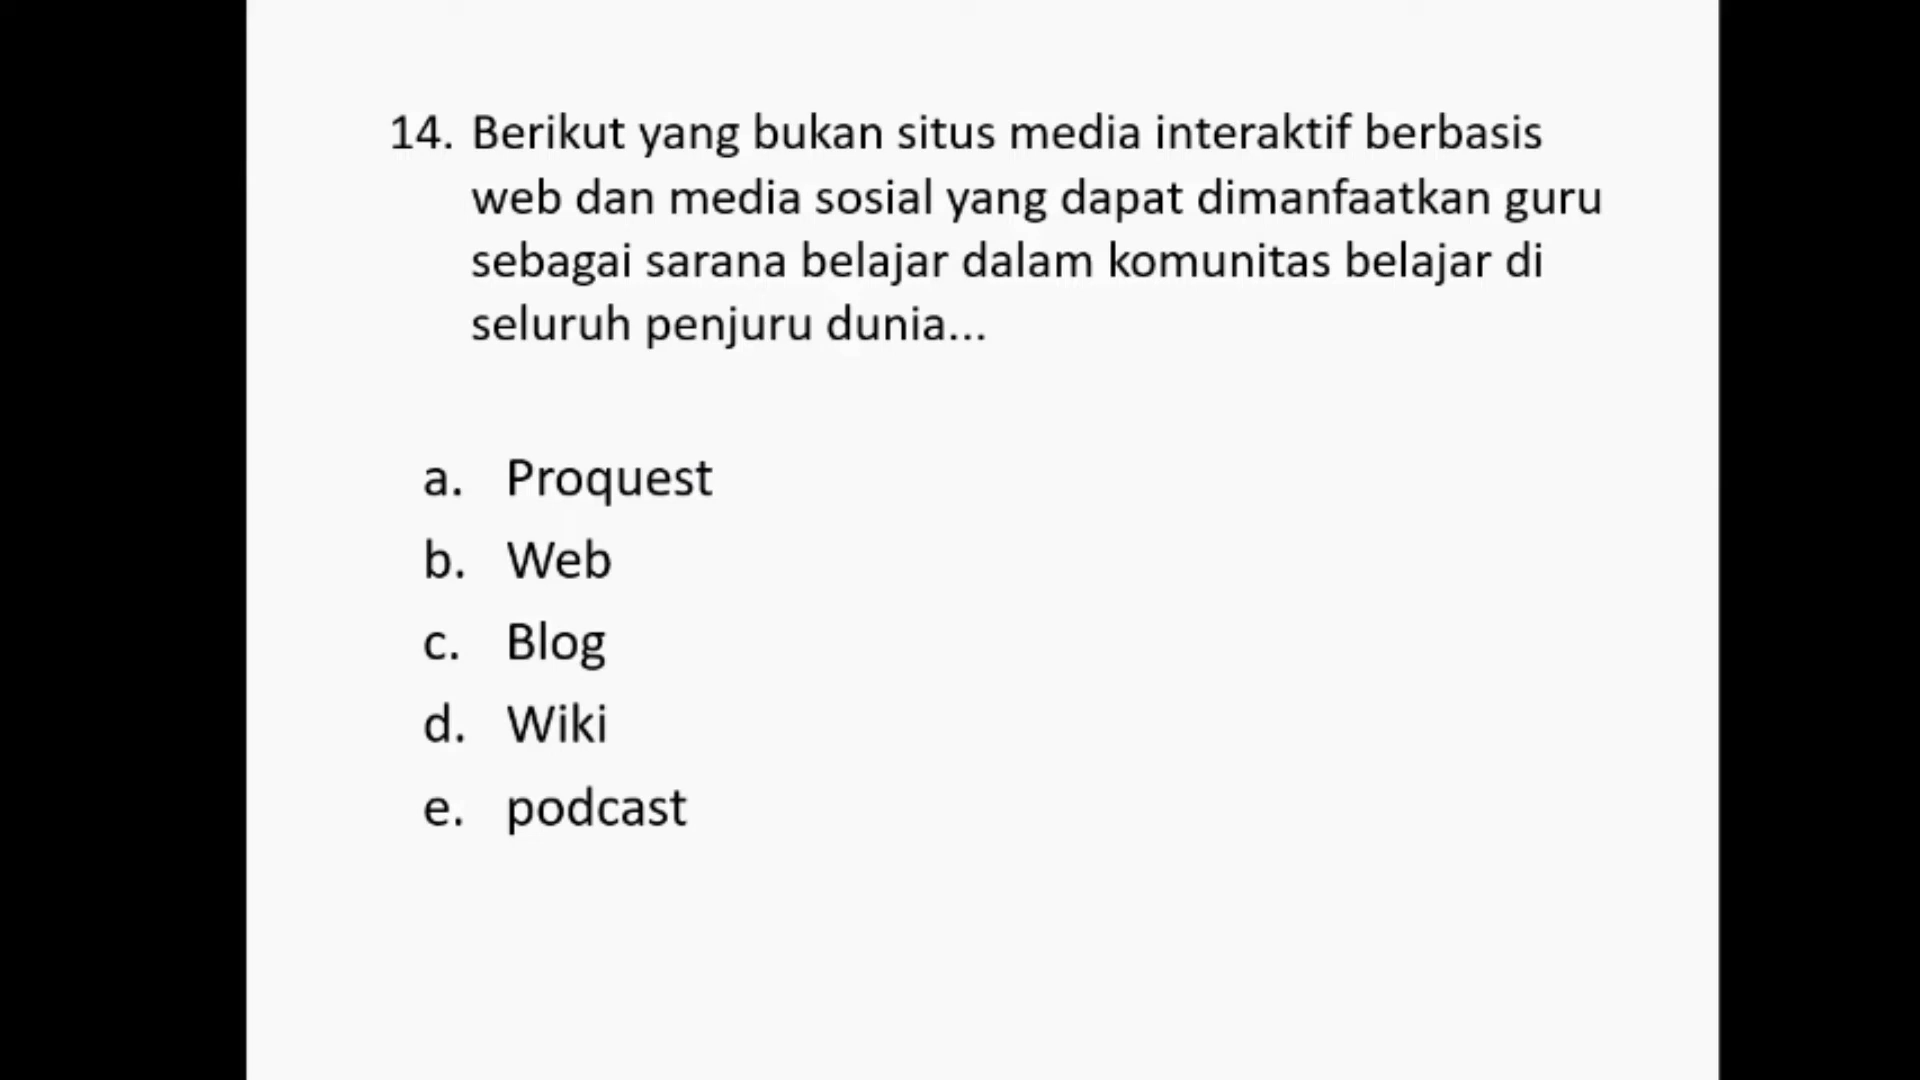 14. Berikut yang bukan situs media interaktif berbasis
web dan media sosial yang dapat dimanfaatkan guru
sebagai sarana belajar dalam komunitas belajar di
seluruh penjuru dunia...
a. Proquest
b. Web
c. Blog
d. Wiki
e. podcast